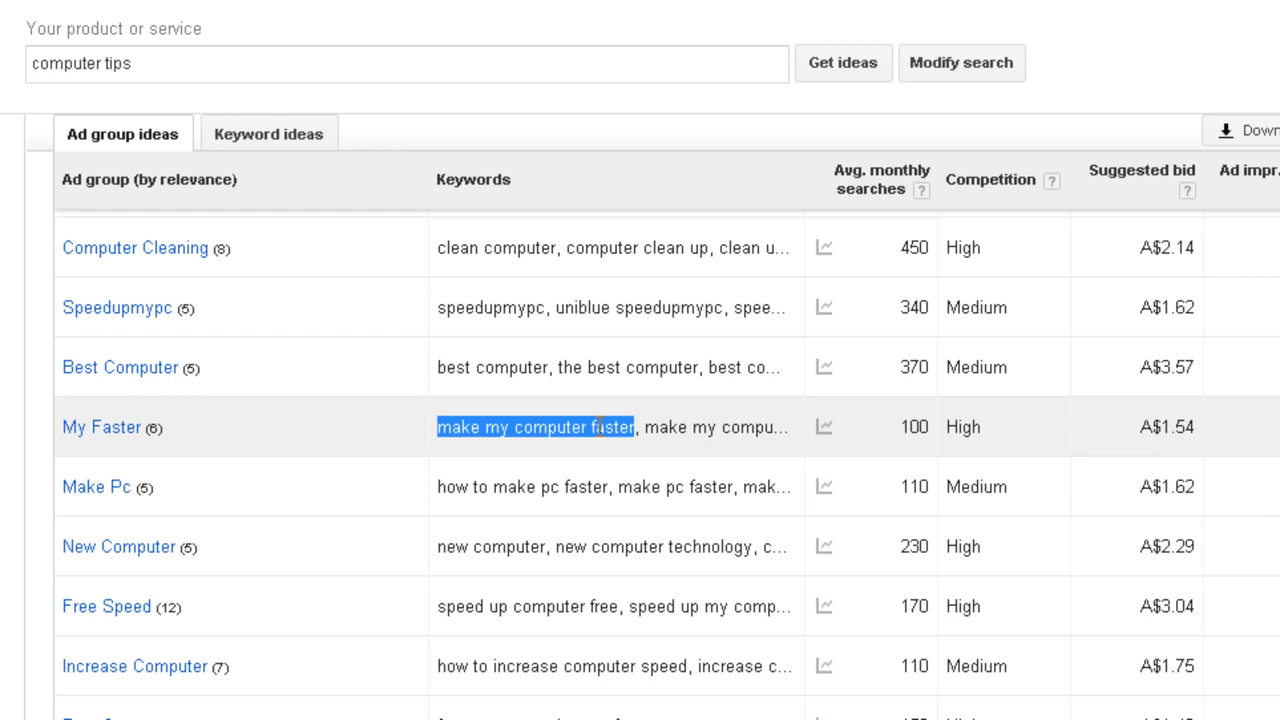 Your product or service
computer tips
Get ideas
Modify search
Ad group ideas
Keyword ideas
Ad group (by relevance) Keywords Avg. monthly searches ? Competition ? Suggested bid ? Ad impr.
Computer Cleaning (8) clean computer, computer clean up, clean u... 450 High A$2.14
Speedupmypc (5) speedupmypc, uniblue speedupmypc, spee... 340 Medium A$1.62
Best Computer (5) best computer, the best computer, best co... 370 Medium A$3.57
My Faster (6) make my computer faster, make my compu... 100 High A$1.54
Make Pc (5) how to make pc faster, make pc faster, mak... 110 Medium A$1.62
New Computer (5) new computer, new computer technology, c... 230 High A$2.29
Free Speed (12) speed up computer free, speed up my comp... 170 High A$3.04
Increase Computer (7) how to increase computer speed, increase c... 110 Medium A$1.75